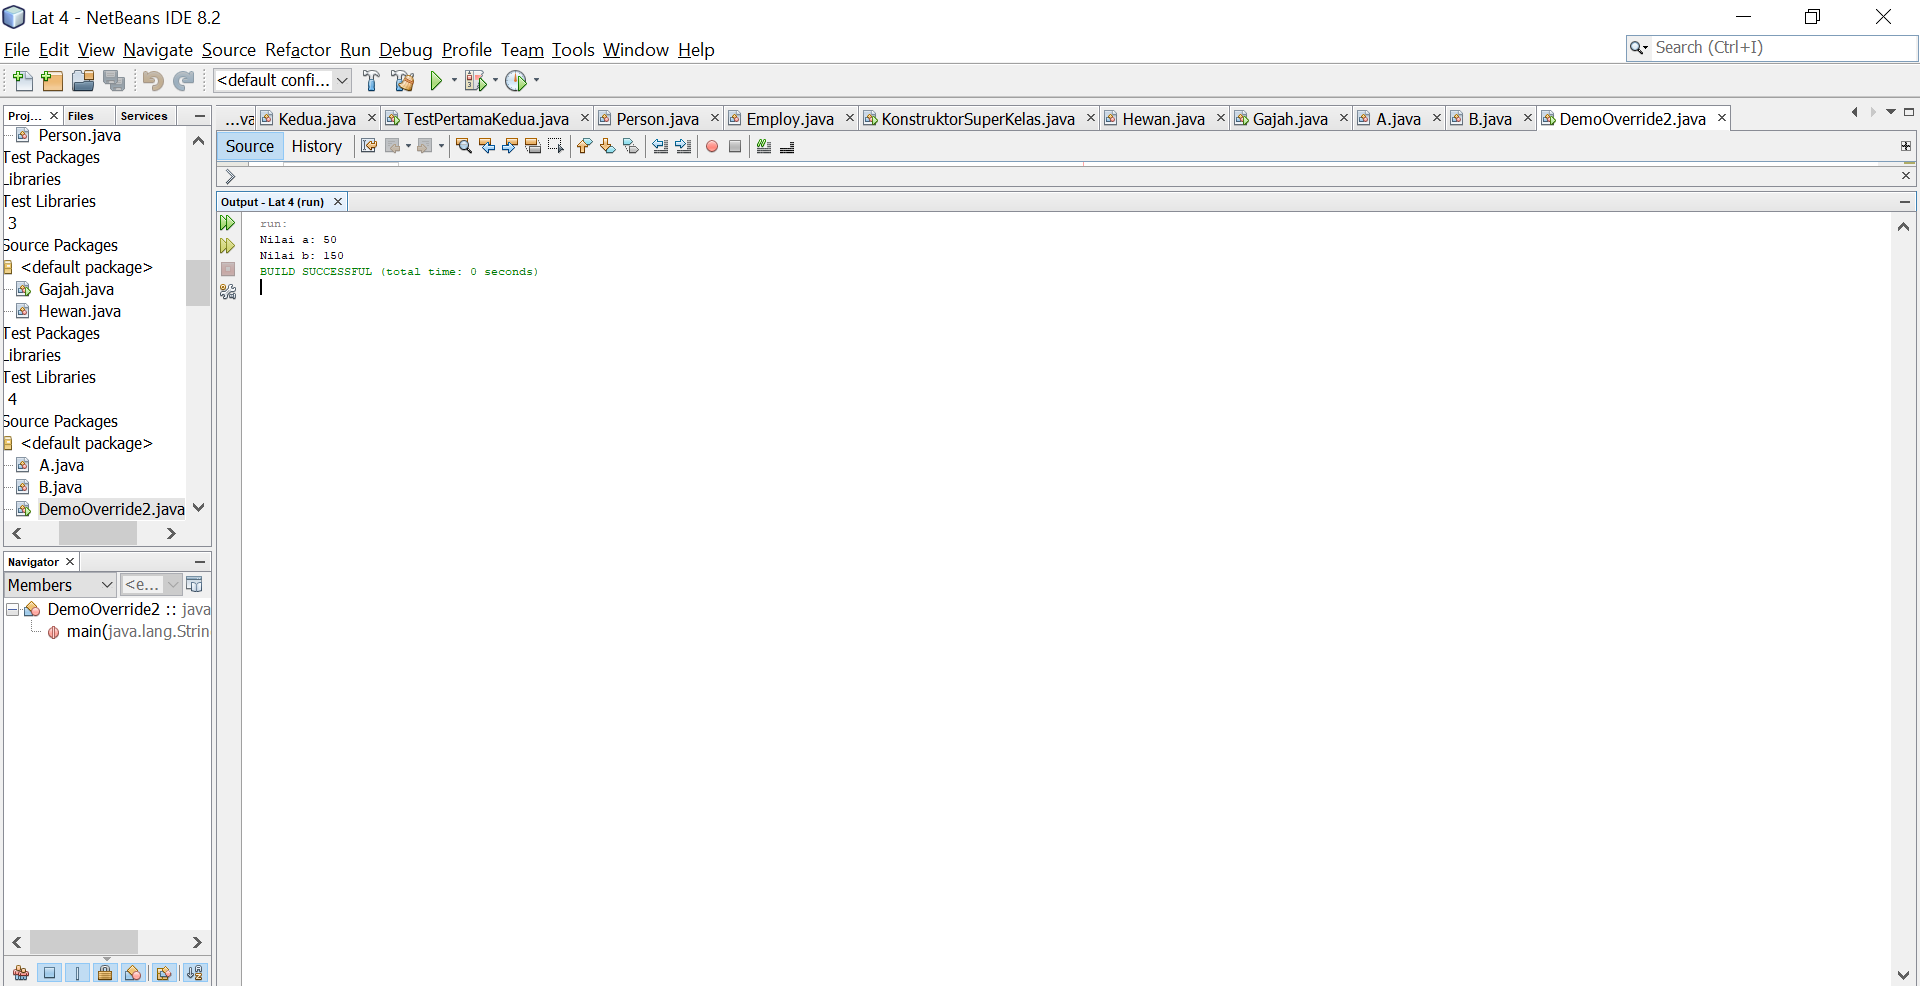 Lat 4 - NetBeans IDE 8.2
File Edit View Navigate Source Refactor Run Debug Profile Team Tools Window Help
Search (Ctrl+I)
<default confi...
Proj... Files Services
...va Kedua.java TestPertamaKedua.java Person.java Employ.java KonstruktorSuperKelas.java Hewan.java Gajah.java A.java B.java DemoOverride2.java
Source History
Person.java
Test Packages
Libraries
Test Libraries
3
Source Packages
<default package>
Gajah.java
Hewan.java
Test Packages
Libraries
Test Libraries
4
Source Packages
<default package>
A.java
B.java
DemoOverride2.java
Output - Lat 4 (run)
run:
Nilai a: 50
Nilai b: 150
BUILD SUCCESSFUL (total time: 0 seconds)
Navigator
Members <e...
DemoOverride2 :: java
main(java.lang.Strin